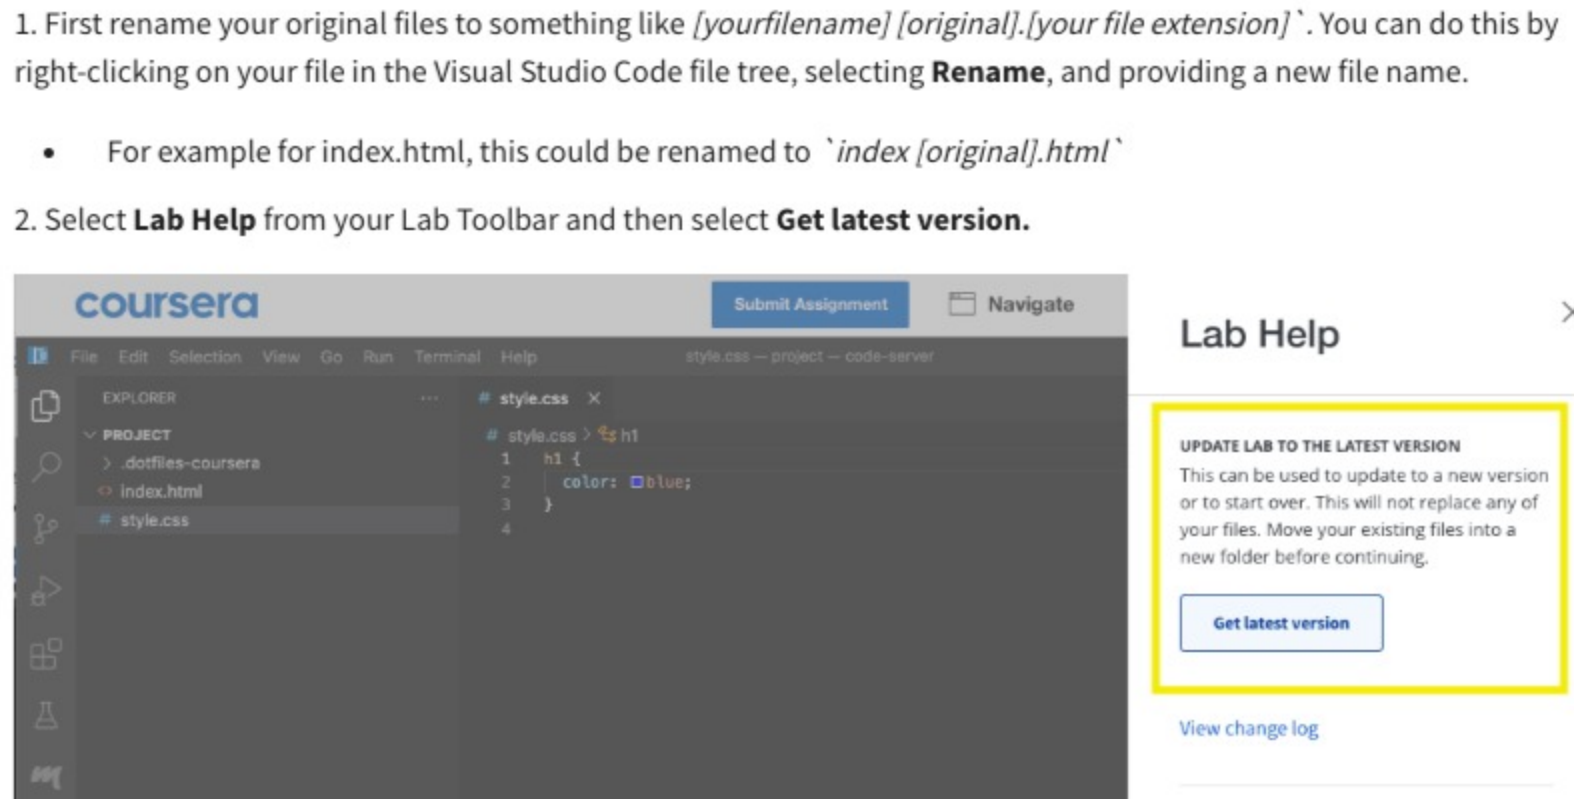 1. First rename your original files to something like [yourfilename] [original].[your file extension]`. You can do this by
right-clicking on your file in the Visual Studio Code file tree, selecting Rename, and providing a new file name.
• For example for index.html, this could be renamed to `index [original].html`
2. Select Lab Help from your Lab Toolbar and then select Get latest version.
coursera
Submit Assignment
Navigate
File Edit Selection View Go Run Terminal Help
style.css — project — code-server
EXPLORER
PROJECT
.dotfiles-coursera
index.html
# style.css
# style.css
# style.css > h1
1 h1 {
2 color: blue;
3 }
4
Lab Help
UPDATE LAB TO THE LATEST VERSION
This can be used to update to a new version
or to start over. This will not replace any of
your files. Move your existing files into a
new folder before continuing.
Get latest version
View change log